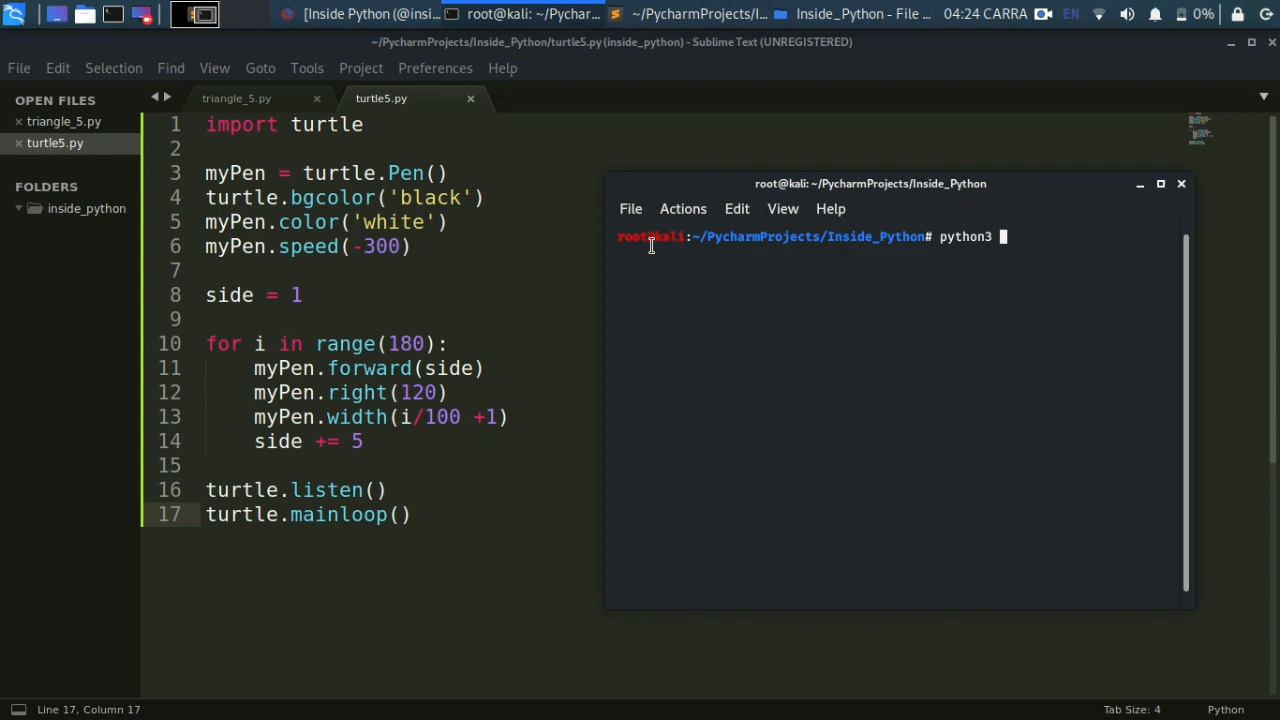 [Inside Python (@insi... root@kali: ~/Pychar... ~/PycharmProjects/I... Inside_Python - File ... 04:24 CARRA EN 0%
~/PycharmProjects/Inside_Python/turtle5.py (inside_python) - Sublime Text (UNREGISTERED)
File Edit Selection Find View Goto Tools Project Preferences Help
OPEN FILES
triangle_5.py
turtle5.py
FOLDERS
inside_python
triangle_5.py turtle5.py
1 import turtle
2
3 myPen = turtle.Pen()
4 turtle.bgcolor('black')
5 myPen.color('white')
6 myPen.speed(-300)
7
8 side = 1
9
10 for i in range(180):
11 myPen.forward(side)
12 myPen.right(120)
13 myPen.width(i/100 +1)
14 side += 5
15
16 turtle.listen()
17 turtle.mainloop()
root@kali: ~/PycharmProjects/Inside_Python
File Actions Edit View Help
root@kali:~/PycharmProjects/Inside_Python# python3
Line 17, Column 17 Tab Size: 4 Python